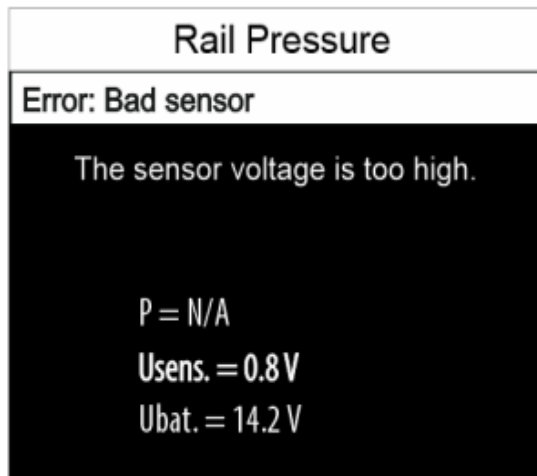 Rail Pressure
Error: Bad sensor
The sensor voltage is too high.
P = N/A
Usens. = 0.8 V
Ubat. = 14.2 V